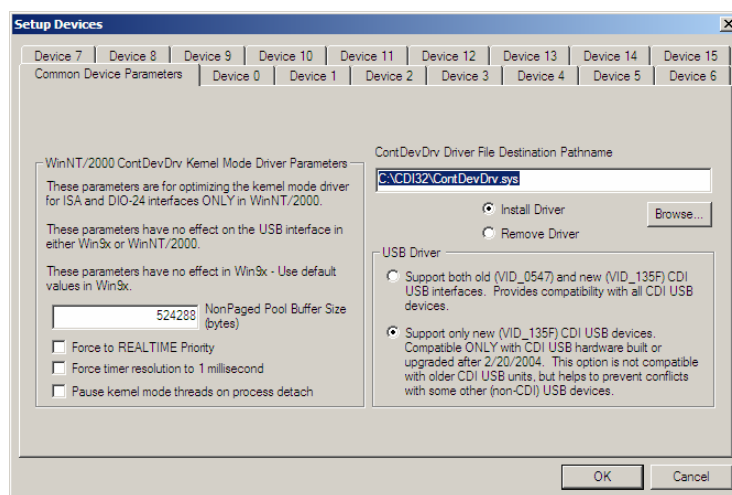 Setup Devices
Device 7 Device 8 Device 9 Device 10 Device 11 Device 12 Device 13 Device 14 Device 15
Common Device Parameters Device 0 Device 1 Device 2 Device 3 Device 4 Device 5 Device 6
WinNT/2000 ContDevDrv Kernel Mode Driver Parameters
These parameters are for optimizing the kernel mode driver
for ISA and DIO-24 interfaces ONLY in WinNT/2000.
These parameters have no effect on the USB interface in
either Win9x or WinNT/2000.
These parameters have no effect in Win9x - Use default
values in Win9x.
524288 NonPaged Pool Buffer Size
(bytes)
Force to REALTIME Priority
Force timer resolution to 1 millisecond
Pause kernel mode threads on process detach
ContDevDrv Driver File Destination Pathname
C:\CDI32\ContDevDrv.sys
Install Driver
Browse...
Remove Driver
USB Driver
Support both old (VID_0547) and new (VID_135F) CDI
USB interfaces. Provides compatibility with all CDI USB
devices.
Support only new (VID_135F) CDI USB devices.
Compatible ONLY with CDI USB hardware built or
upgraded after 2/20/2004. This option is not compatible
with older CDI USB units, but helps to prevent conflicts
with some other (non-CDI) USB devices.
OK Cancel